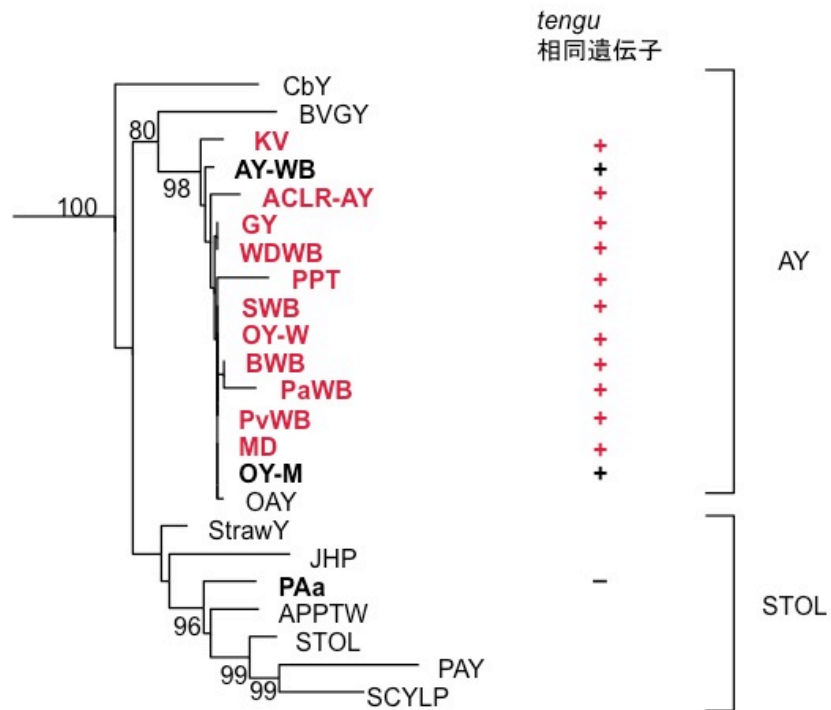 tengu
相同遺伝子
CbY
BVGY
80
KV +
AY-WB +
98
ACLR-AY +
100
GY +
WDWB +
AY
PPT +
SWB +
OY-W +
BWB +
PaWB +
PvWB +
MD +
OY-M +
OAY
StrawY
JHP
PAa −
APPTW
STOL
96
STOL
99
PAY
99
SCYLP